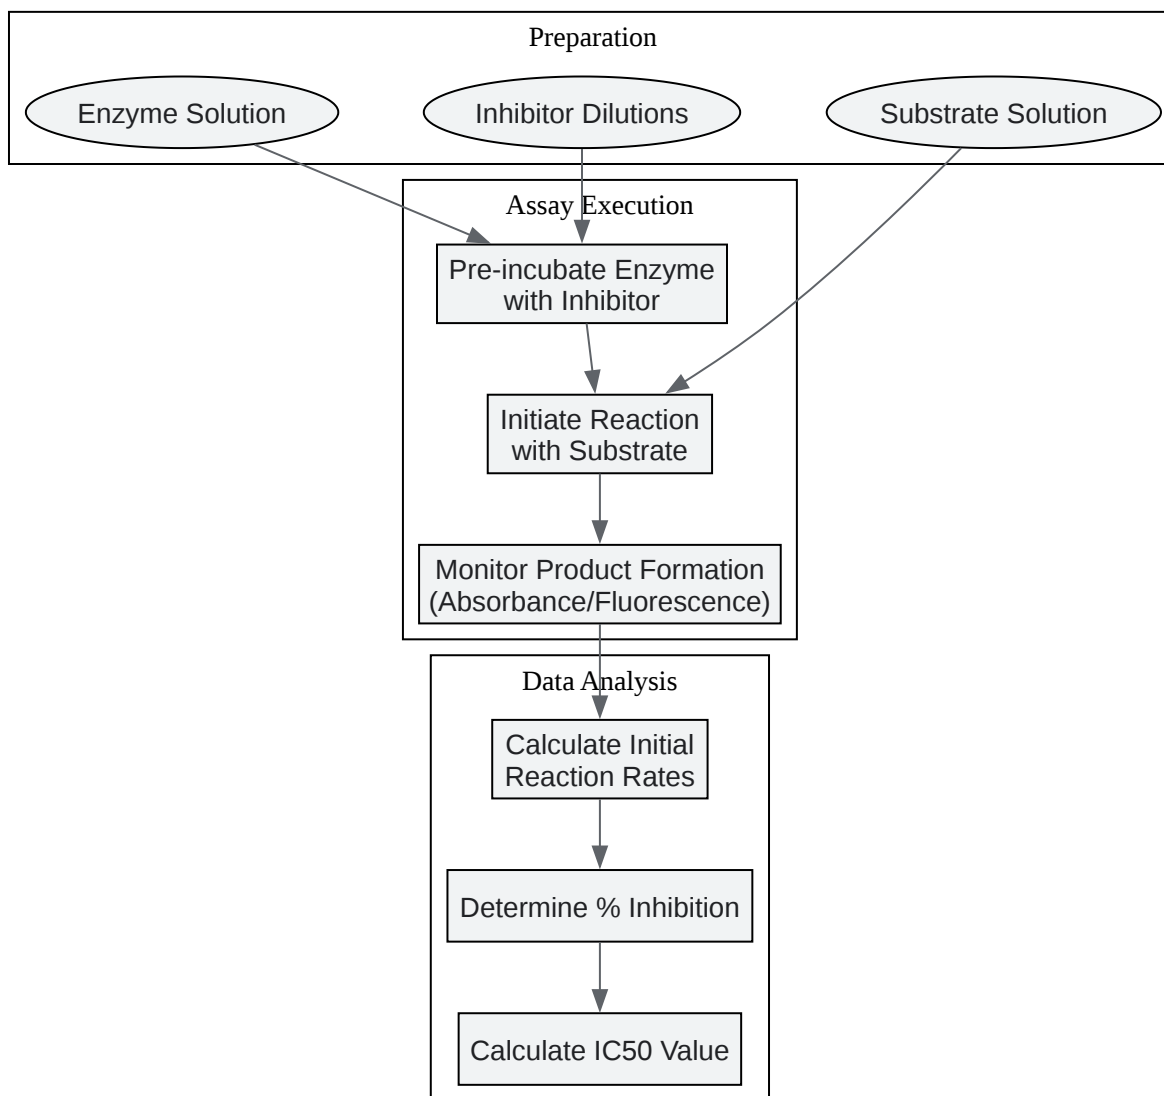 Preparation
Enzyme Solution
Inhibitor Dilutions
Substrate Solution
Assay Execution
Pre-incubate Enzyme
with Inhibitor
Initiate Reaction
with Substrate
Monitor Product Formation
(Absorbance/Fluorescence)
Data Analysis
Calculate Initial
Reaction Rates
Determine % Inhibition
Calculate IC50 Value